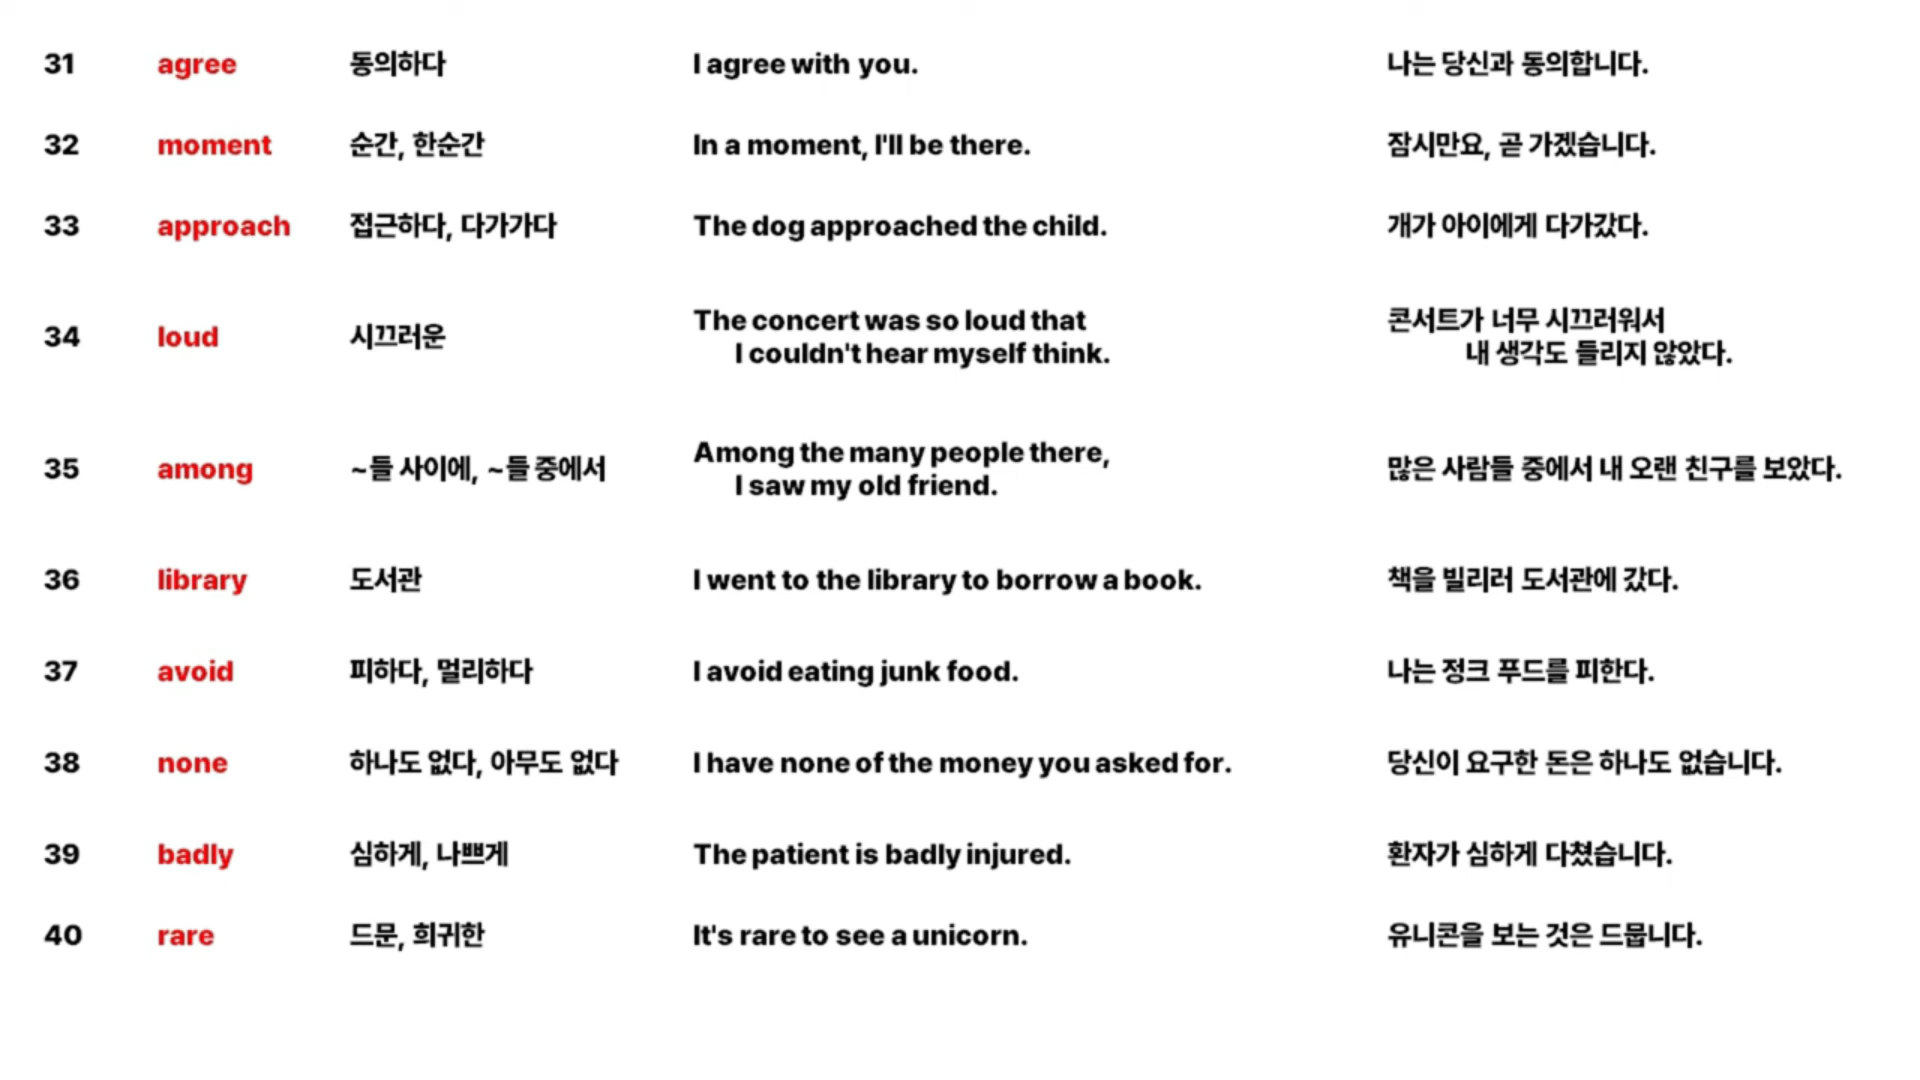 31 agree 동의하다 I agree with you. 나는 당신과 동의합니다.
32 moment 순간, 한순간 In a moment, I'll be there. 잠시만요, 곧 가겠습니다.
33 approach 접근하다, 다가가다 The dog approached the child. 개가 아이에게 다가갔다.
34 loud 시끄러운 The concert was so loud that 콘서트가 너무 시끄러워서
I couldn't hear myself think. 내 생각도 들리지 않았다.
35 among ~들 사이에, ~들 중에서 Among the many people there, 많은 사람들 중에서 내 오랜 친구를 보았다.
I saw my old friend.
36 library 도서관 I went to the library to borrow a book. 책을 빌리러 도서관에 갔다.
37 avoid 피하다, 멀리하다 I avoid eating junk food. 나는 정크 푸드를 피한다.
38 none 하나도 없다, 아무도 없다 I have none of the money you asked for. 당신이 요구한 돈은 하나도 없습니다.
39 badly 심하게, 나쁘게 The patient is badly injured. 환자가 심하게 다쳤습니다.
40 rare 드문, 희귀한 It's rare to see a unicorn. 유니콘을 보는 것은 드뭅니다.